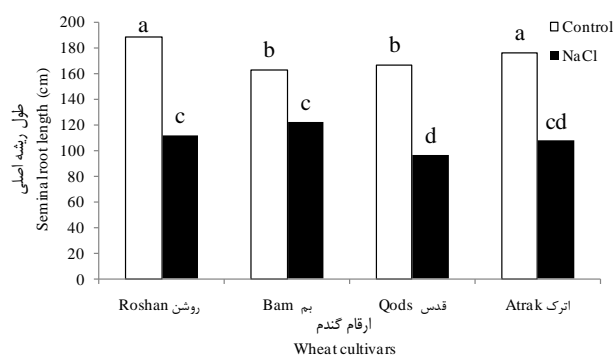 200
180
160
140
120
100
80
60
40
20
0
طول ریشه اصلی
Seminal root length (cm)
a
c
b
c
b
d
a
cd
Control
NaCl
Roshan روشن
Bam بم
Qods قدس
Atrak اترک
ارقام گندم
Wheat cultivars